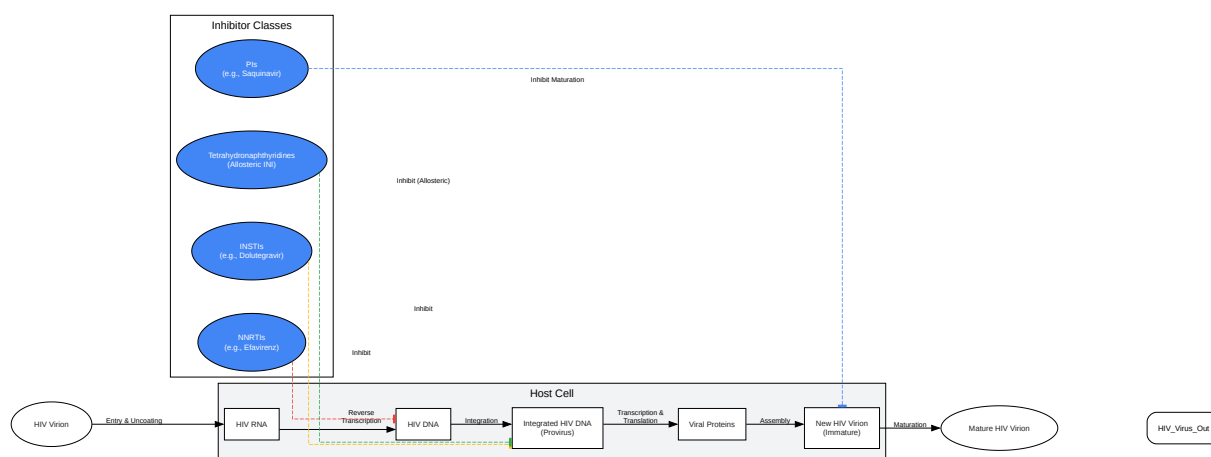 Inhibitor Classes
PIs
(e.g., Saquinavir)
Inhibit Maturation
Tetrahydronaphthyridines
(Allosteric INI)
Inhibit (Allosteric)
INSTIs
(e.g., Dolutegravir)
Inhibit
NNRTIs
(e.g., Efavirenz)
Inhibit
Host Cell
HIV Virion
Entry & Uncoating
HIV RNA
Reverse
Transcription
HIV DNA
Integration
Integrated HIV DNA
(Provirus)
Transcription &
Translation
Viral Proteins
Assembly
New HIV Virion
(Immature)
Maturation
Mature HIV Virion
HIV_Virus_Out